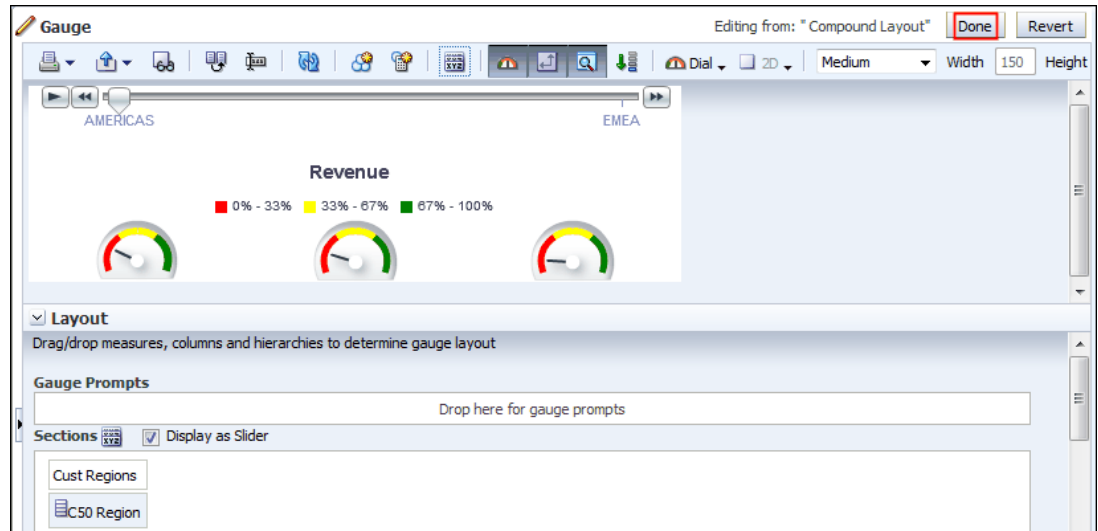 Gauge Editing from: "Compound Layout" Done Revert
Dial 2D Medium Width 150 Height
AMERICAS EMEA
Revenue
0% - 33% 33% - 67% 67% - 100%
Layout
Drag/drop measures, columns and hierarchies to determine gauge layout
Gauge Prompts
Drop here for gauge prompts
Sections Display as Slider
Cust Regions
C50 Region